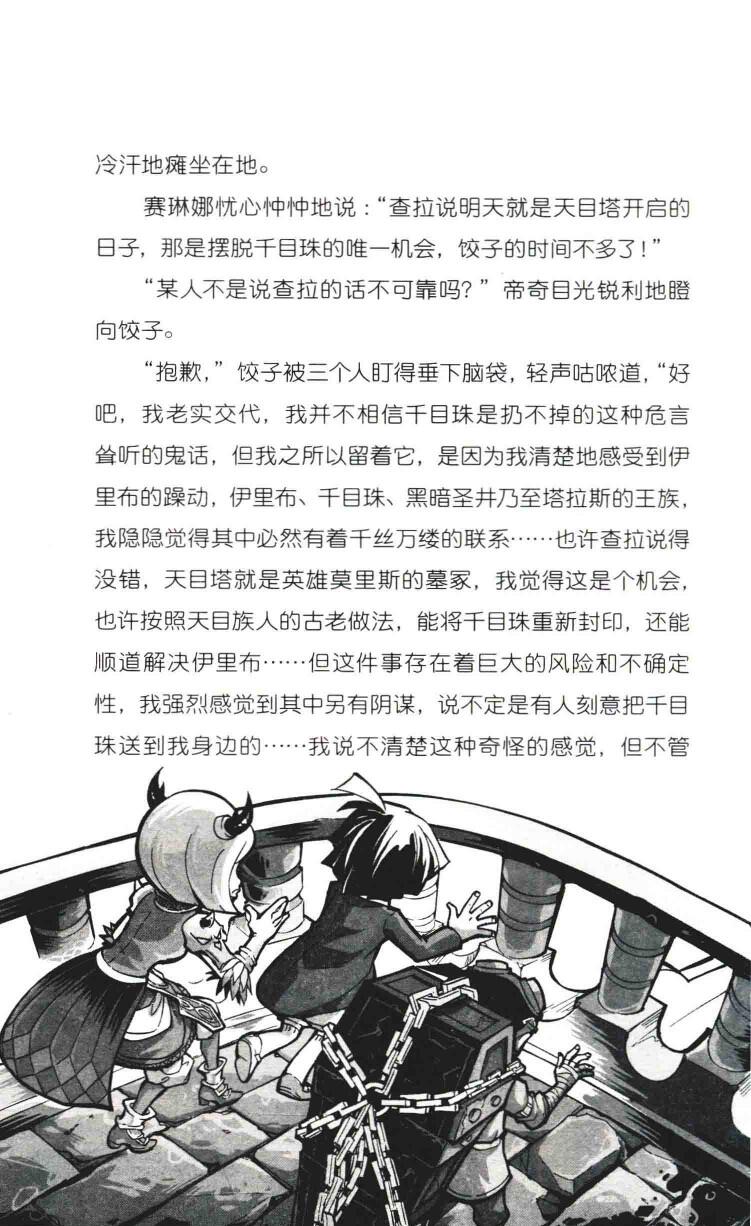 冷汗地瘫坐在地。
赛琳娜忧心忡忡地说：“查拉说明天就是天目塔开启的
日子，那是摆脱千目珠的唯一机会，饺子的时间不多了！”
“某人不是说查拉的话不可靠吗？”帝奇目光锐利地瞪
向饺子。
“抱歉，”饺子被三个人盯得垂下脑袋，轻声咕哝道，“好
吧，我老实交代，我并不相信千目珠是扔不掉的这种危言
耸听的鬼话，但我之所以留着它，是因为我清楚地感受到伊
里布的躁动，伊里布、千目珠、黑暗圣井乃至塔拉斯的王族，
我隐隐觉得其中必然有着千丝万缕的联系……也许查拉说得
没错，天目塔就是英雄莫里斯的墓冢，我觉得这是个机会，
也许按照天目族人的古老做法，能将千目珠重新封印，还能
顺道解决伊里布……但这件事存在着巨大的风险和不确定
性，我强烈感觉到其中另有阴谋，说不定是有人刻意把千目
珠送到我身边的……我说不清楚这种奇怪的感觉，但不管